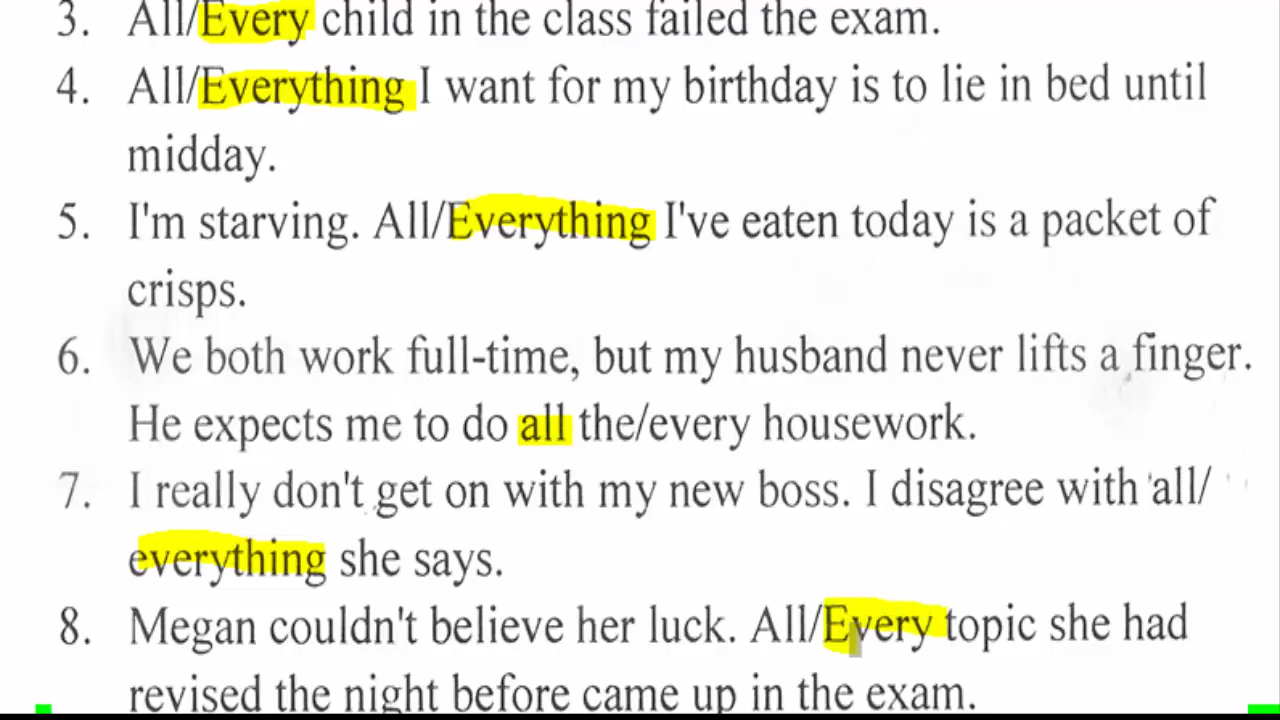 3. All/Every child in the class failed the exam.
4. All/Everything I want for my birthday is to lie in bed until
midday.
5. I'm starving. All/Everything I've eaten today is a packet of
crisps.
6. We both work full-time, but my husband never lifts a finger.
He expects me to do all the/every housework.
7. I really don't get on with my new boss. I disagree with all/
everything she says.
8. Megan couldn't believe her luck. All/Every topic she had
revised the night before came up in the exam.